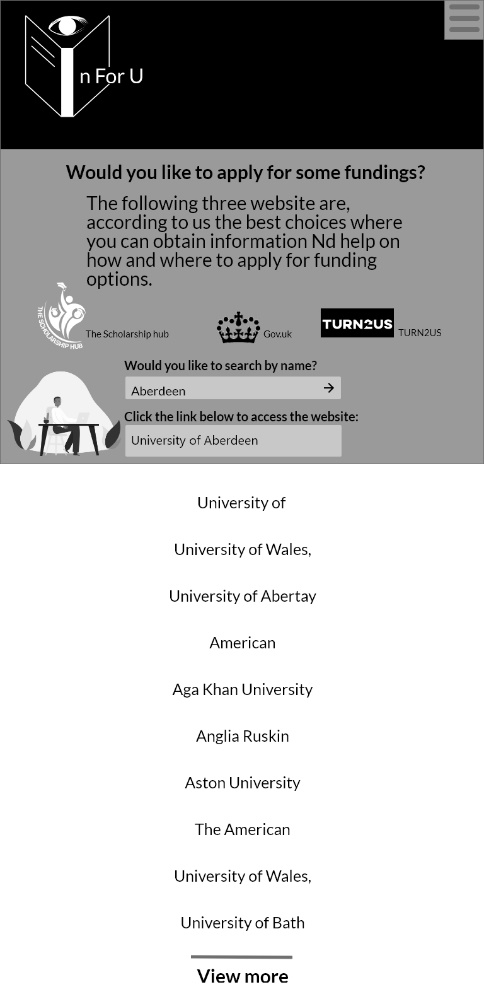 n For U
Would you like to apply for some fundings?
The following three website are,
according to us the best choices where
you can obtain information Nd help on
how and where to apply for funding
options.
THE SCHOLARSHIP HUB
The Scholarship hub
Gov.uk
TURN2US
TURN2US
Would you like to search by name?
Aberdeen
Click the link below to access the website:
University of Aberdeen
University of
University of Wales,
University of Abertay
American
Aga Khan University
Anglia Ruskin
Aston University
The American
University of Wales,
University of Bath
View more